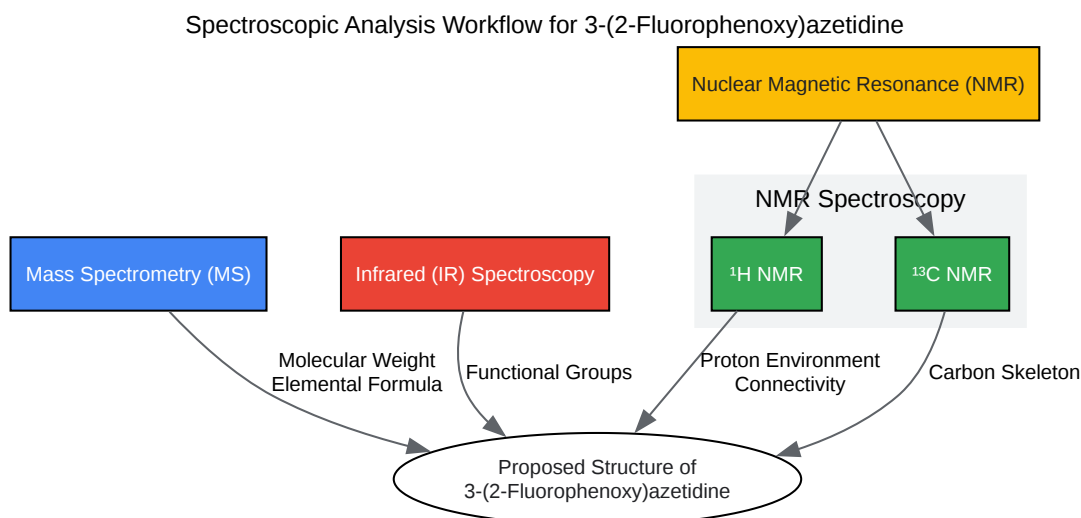 Spectroscopic Analysis Workflow for 3-(2-Fluorophenoxy)azetidine
Nuclear Magnetic Resonance (NMR)
NMR Spectroscopy
Mass Spectrometry (MS)
Infrared (IR) Spectroscopy
¹H NMR
¹³C NMR
Molecular Weight
Elemental Formula
Functional Groups
Proton Environment
Connectivity
Carbon Skeleton
Proposed Structure of
3-(2-Fluorophenoxy)azetidine